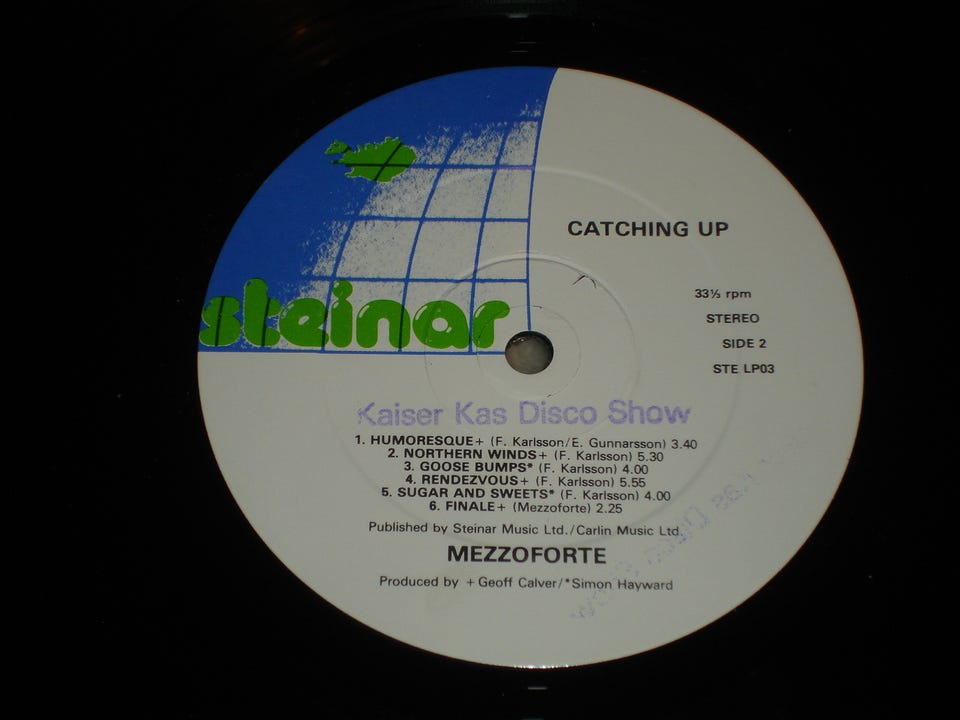 CATCHING UP
33⅓ rpm
STEREO
SIDE 2
STE LP03
steinar
Kaiser Kas Disco Show
1. HUMORESQUE+ (F. Karlsson/E. Gunnarsson) 3.40
2. NORTHERN WINDS+ (F. Karlsson) 5.30
3. GOOSE BUMPS* (F. Karlsson) 4.00
4. RENDEZVOUS+ (F. Karlsson) 5.55
5. SUGAR AND SWEETS* (F. Karlsson) 4.00
6. FINALE+ (Mezzoforte) 2.25
Published by Steinar Music Ltd./Carlin Music Ltd.
MEZZOFORTE
Produced by +Geoff Calver/*Simon Hayward